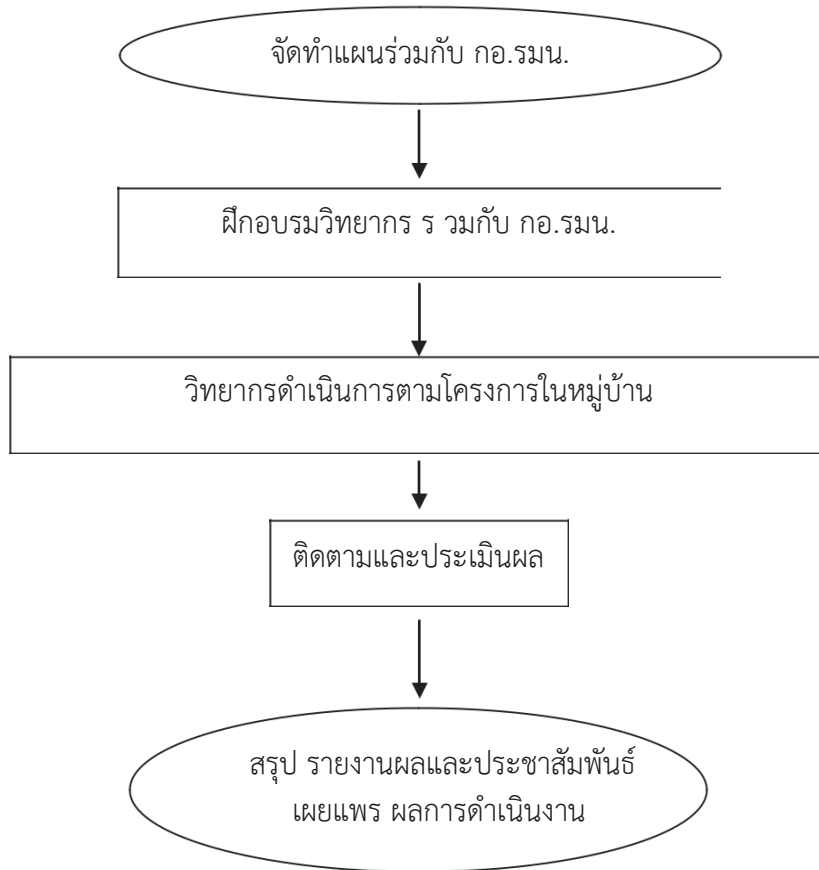 จัดทำแผนร่วมกับ กอ.รมน.
ฝึกอบรมวิทยากร ร วมกับ กอ.รมน.
วิทยากรดำเนินการตามโครงการในหมู่บ้าน
ติดตามและประเมินผล
สรุป รายงานผลและประชาสัมพันธ์
เผยแพร ผลการดำเนินงาน